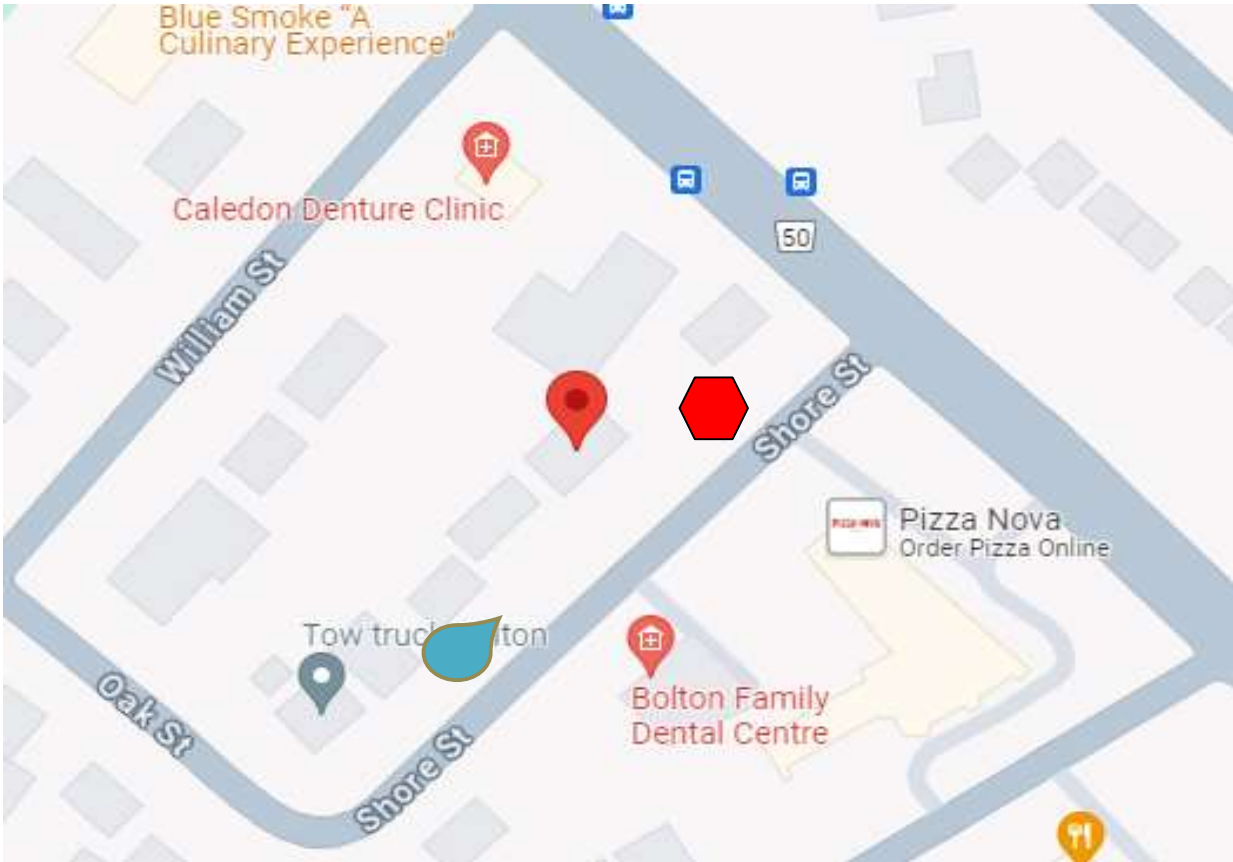 Blue Smoke "A
Culinary Experience"
Caledon Denture Clinic
50
William St
Shore St
Pizza Nova
Order Pizza Online
Tow truck
Bolton Family
Dental Centre
Oak St
Shore St